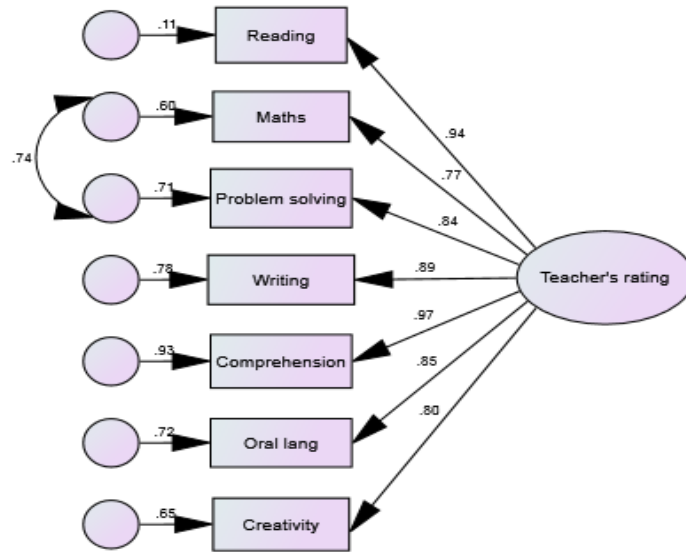 .11
Reading
.94
.60
Maths
.77
.74
.71
Problem solving
.84
.78
Writing
.89
Teacher's rating
.93
Comprehension
.97
.72
Oral lang
.85
.65
Creativity
.80